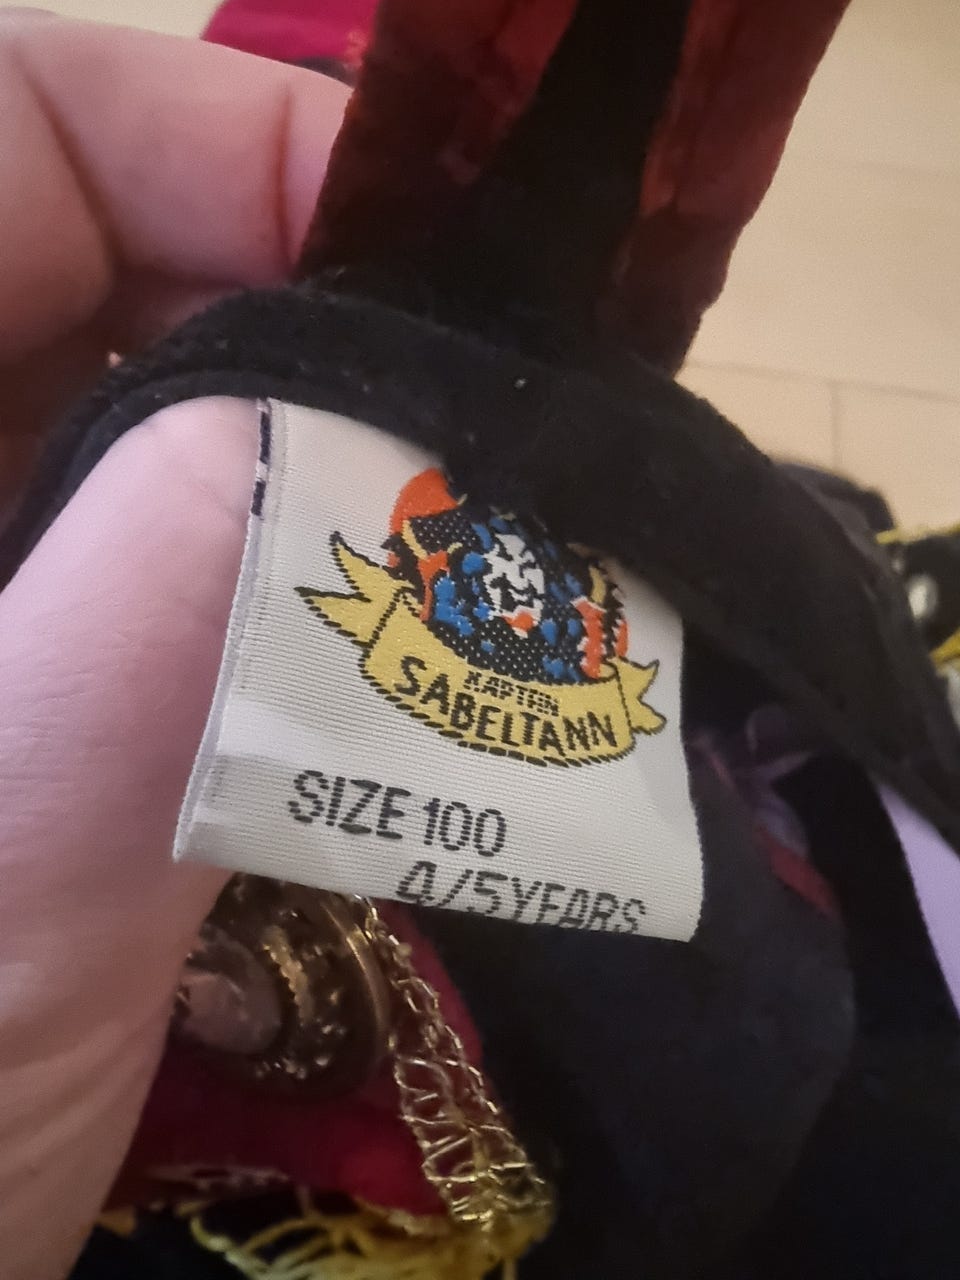 KAPTEIN
SABELTANN
SIZE 100
4/5YEARS